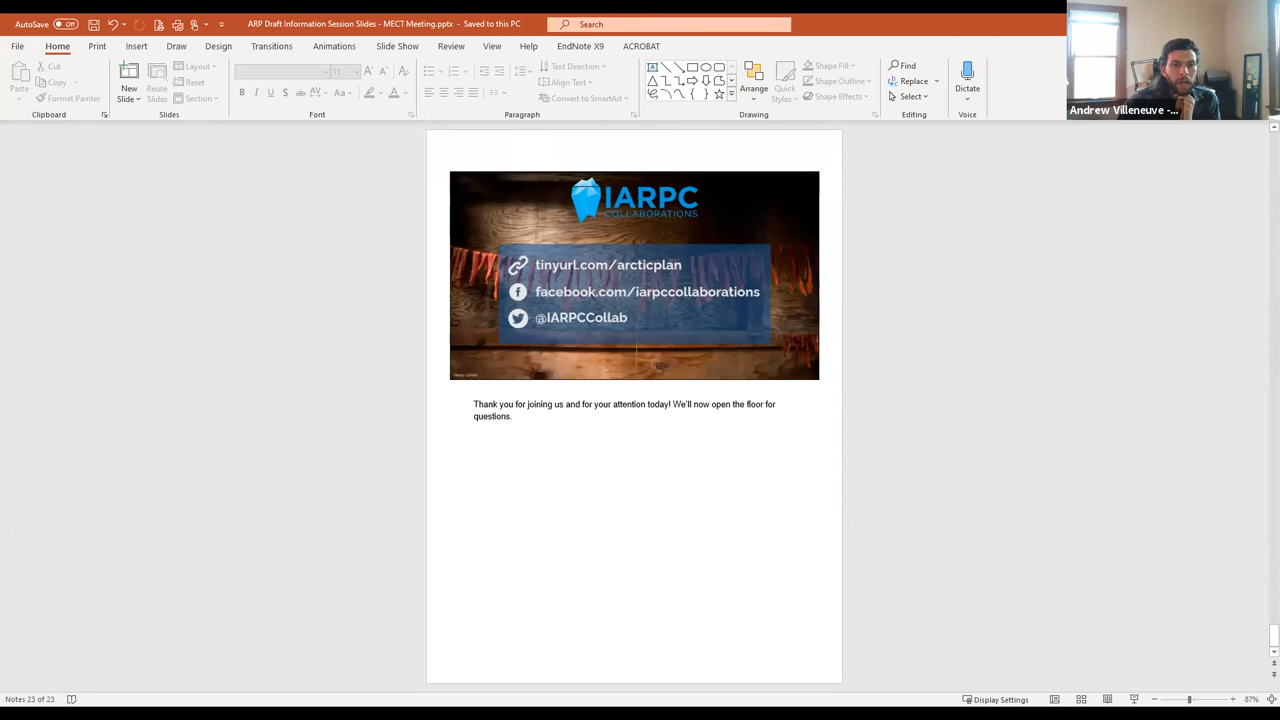 AutoSave Off ARP Draft Information Session Slides - MECT Meeting.pptx - Saved to this PC Search
File Home Print Insert Draw Design Transitions Animations Slide Show Review View Help EndNote X9 ACROBAT
Paste Cut Copy Format Painter
Clipboard
New Slide Reuse Slides Layout Reset Section
Slides
11
B I U S ab AV Aa A
Font
Text Direction Align Text Convert to SmartArt
Paragraph
Arrange Quick Styles Shape Fill Shape Outline Shape Effects
Drawing
Find Replace Select
Editing
Dictate
Voice
Andrew Villeneuve -...
IARPC
COLLABORATIONS
tinyurl.com/arcticplan
facebook.com/iarpccollaborations
@IARPCCollab
Thank you for joining us and for your attention today! We'll now open the floor for
questions.
Notes 23 of 23 Display Settings 87%